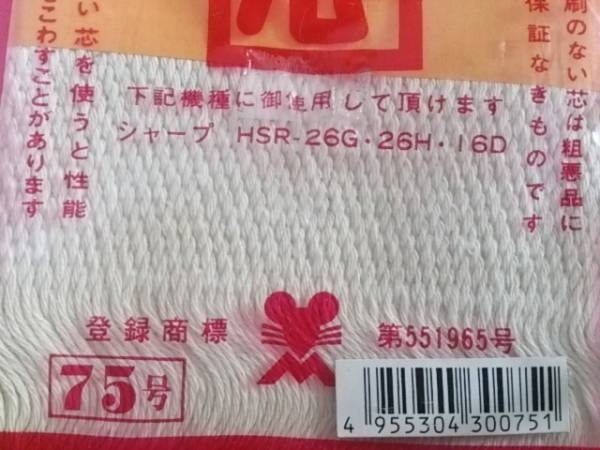 芯
刷のない芯は粗悪品に
保証なきものです
い芯を使うと性能
こわすことがあります
下記機種に御使用して頂けます
シャープ HSR-26G・26H・16D
登録商標
第551965号
75号
4 955304 300751